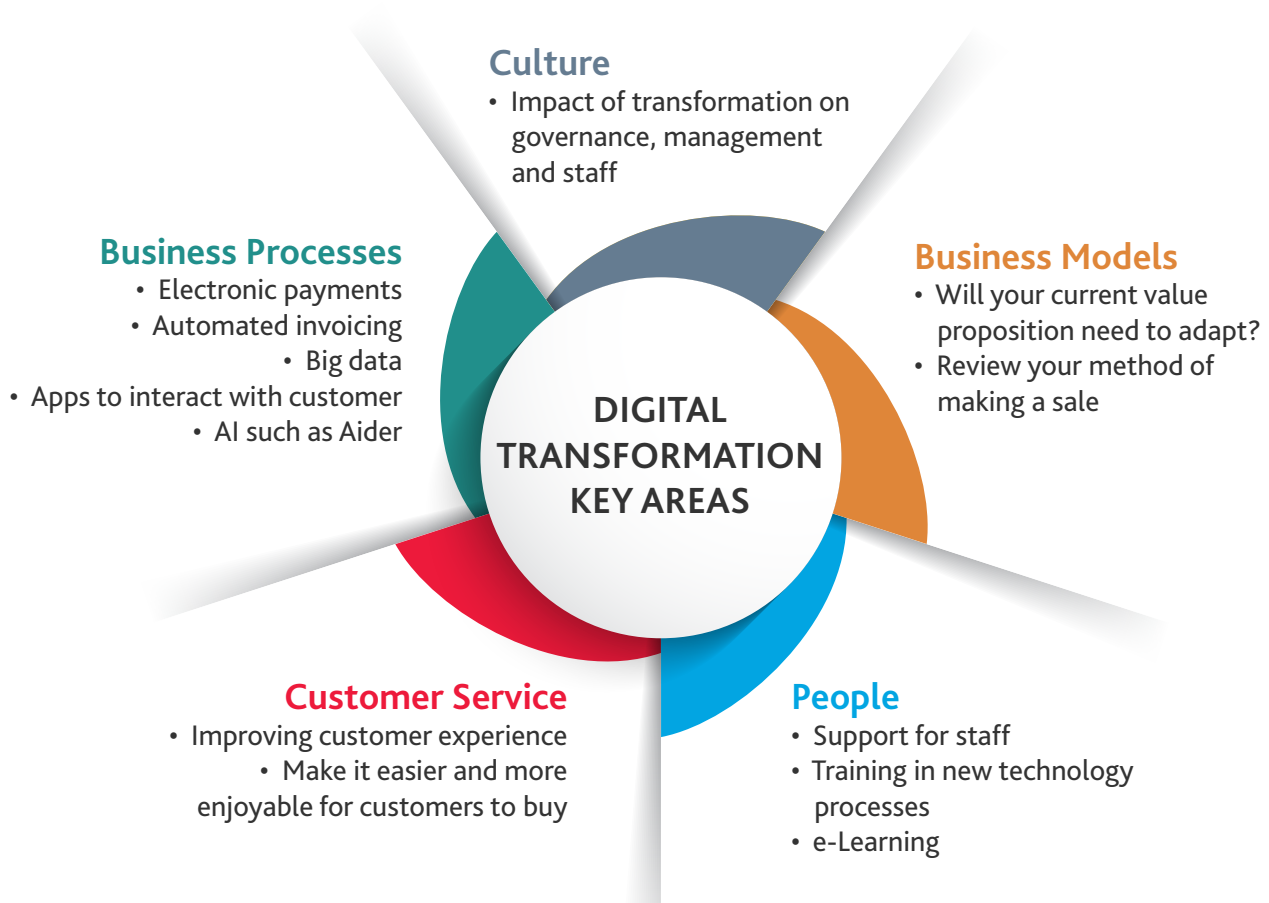 Culture
• Impact of transformation on
governance, management
and staff
Business Processes
• Electronic payments
• Automated invoicing
• Big data
• Apps to interact with customer
• AI such as Aider
Business Models
• Will your current value
proposition need to adapt?
• Review your method of
making a sale
DIGITAL
TRANSFORMATION
KEY AREAS
Customer Service
• Improving customer experience
• Make it easier and more
enjoyable for customers to buy
People
• Support for staff
• Training in new technology
processes
• e-Learning